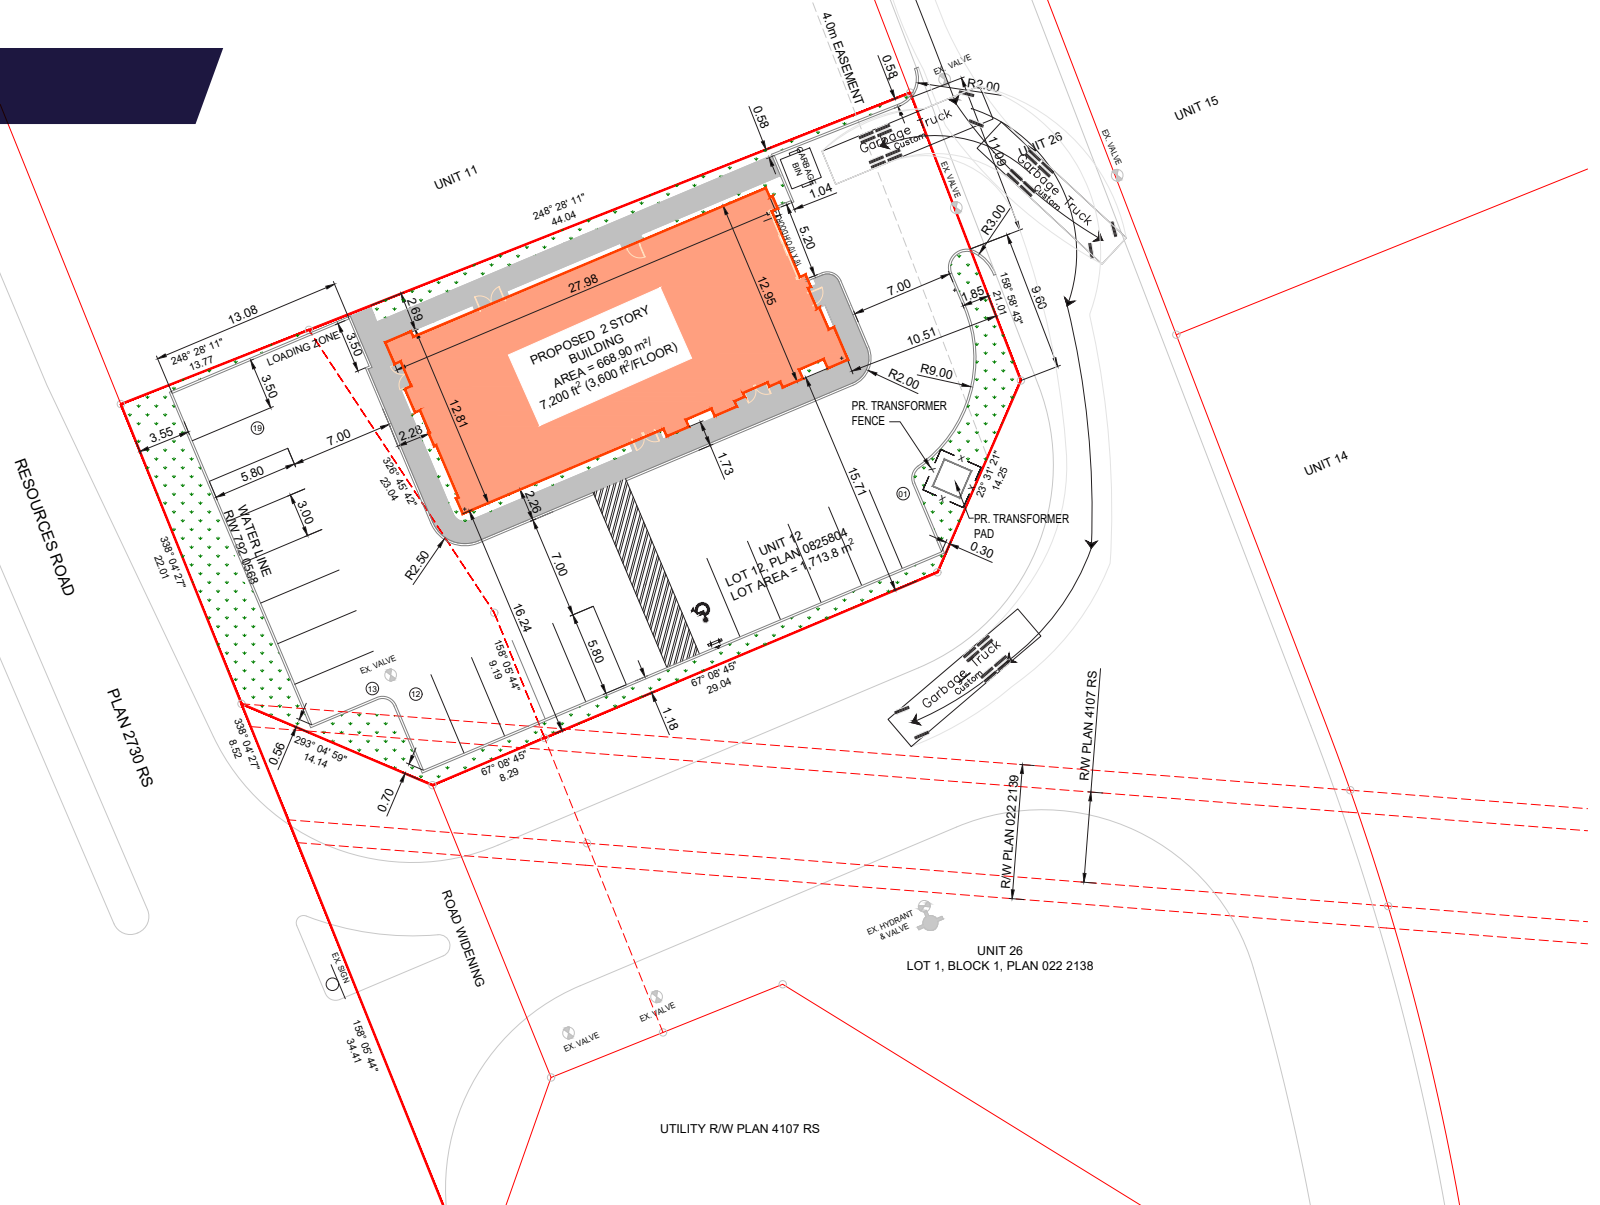 4.0m EASEMENT
0.58
EX. VALVE
R2.00
UNIT 15
0.58
Garbage Truck
Custom
11.99
UNIT 26
Garbage Truck
Custom
EX. VALVE
UNIT 11
GARBAGE
BIN
EX. VALVE
1.04
248° 28' 11"
44.04
R3.00
5.20
27.98
12.95
7.00
1.85
158° 58' 43"
21.01
9.60
2.69
13.08
248° 28' 11"
13.77
LOADING ZONE
3.50
PROPOSED 2 STORY
BUILDING
AREA = 668.90 m²/
7,200 ft² (3,600 ft²/FLOOR)
10.51
R9.00
R2.00
3.50
PR. TRANSFORMER
FENCE
12.81
19
3.55
7.00
2.28
5.80
326° 45' 42"
23.04
1.73
15.71
UNIT 14
23° 31' 21"
14.25
01
RESOURCES ROAD
3.00
WATER LINE
R/W 792 0568
2.26
PR. TRANSFORMER
PAD
0.30
338° 04' 27"
22.01
R2.50
7.00
UNIT 12
LOT 12, PLAN 0825804
LOT AREA = 1,713.8 m²
16.24
5.80
158° 05' 44"
9.19
EX. VALVE
13
12
67° 08' 45"
29.04
1.18
Garbage Truck
Custom
PLAN 2730 RS
338° 04' 27"
8.52
0.56
293° 04' 59"
14.14
67° 08' 45"
8.29
0.70
R/W PLAN 4107 RS
R/W PLAN 022 2139
ROAD WIDENING
EX. HYDRANT
& VALVE
UNIT 26
LOT 1, BLOCK 1, PLAN 022 2138
EX. SIGN
EX. VALVE
EX. VALVE
158° 05' 44"
34.41
UTILITY R/W PLAN 4107 RS